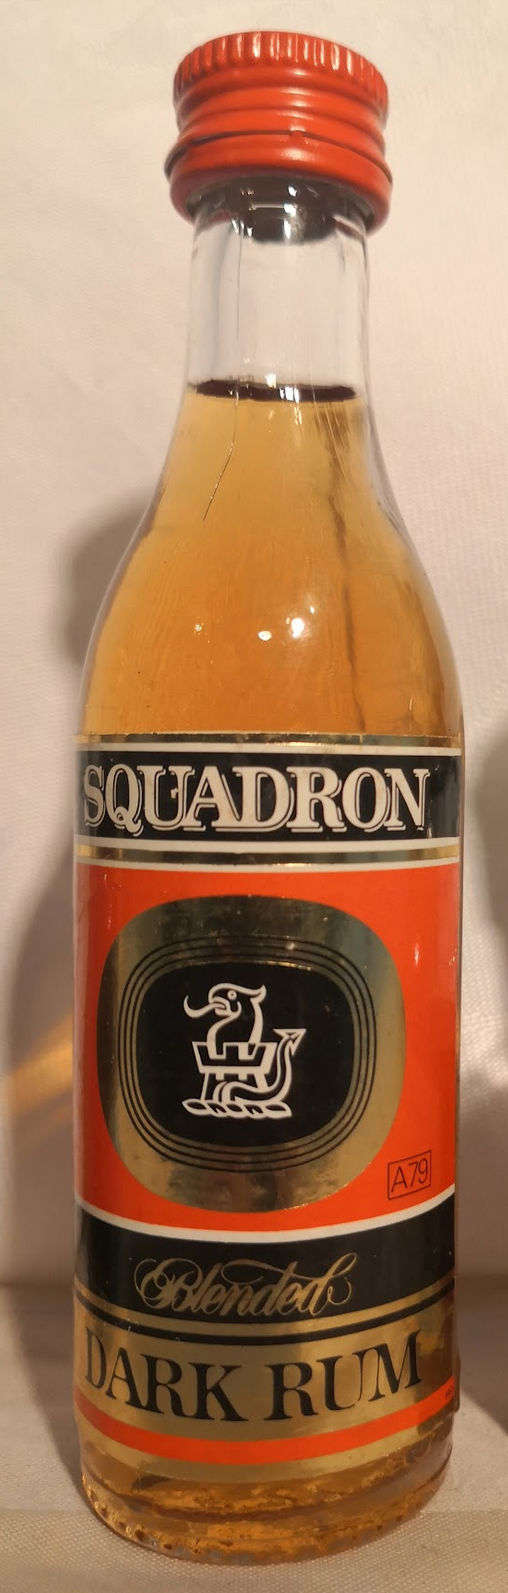 SQUADRON
A79
Blended
DARK RUM